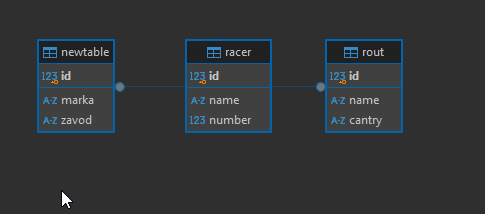 newtable
123 id
A-Z marka
A-Z zavod
racer
123 id
A-Z name
123 number
rout
123 id
A-Z name
A-Z cantry